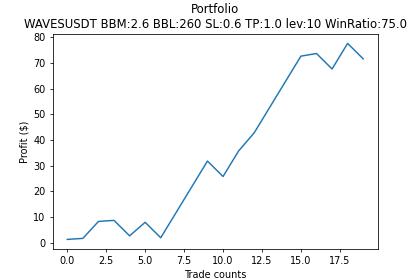 Portfolio
WAVESUSDT BBM:2.6 BBL:260 SL:0.6 TP:1.0 lev:10 WinRatio:75.0
80
70
60
50
40
30
20
10
0
Profit ($)
0.0 2.5 5.0 7.5 10.0 12.5 15.0 17.5
Trade counts